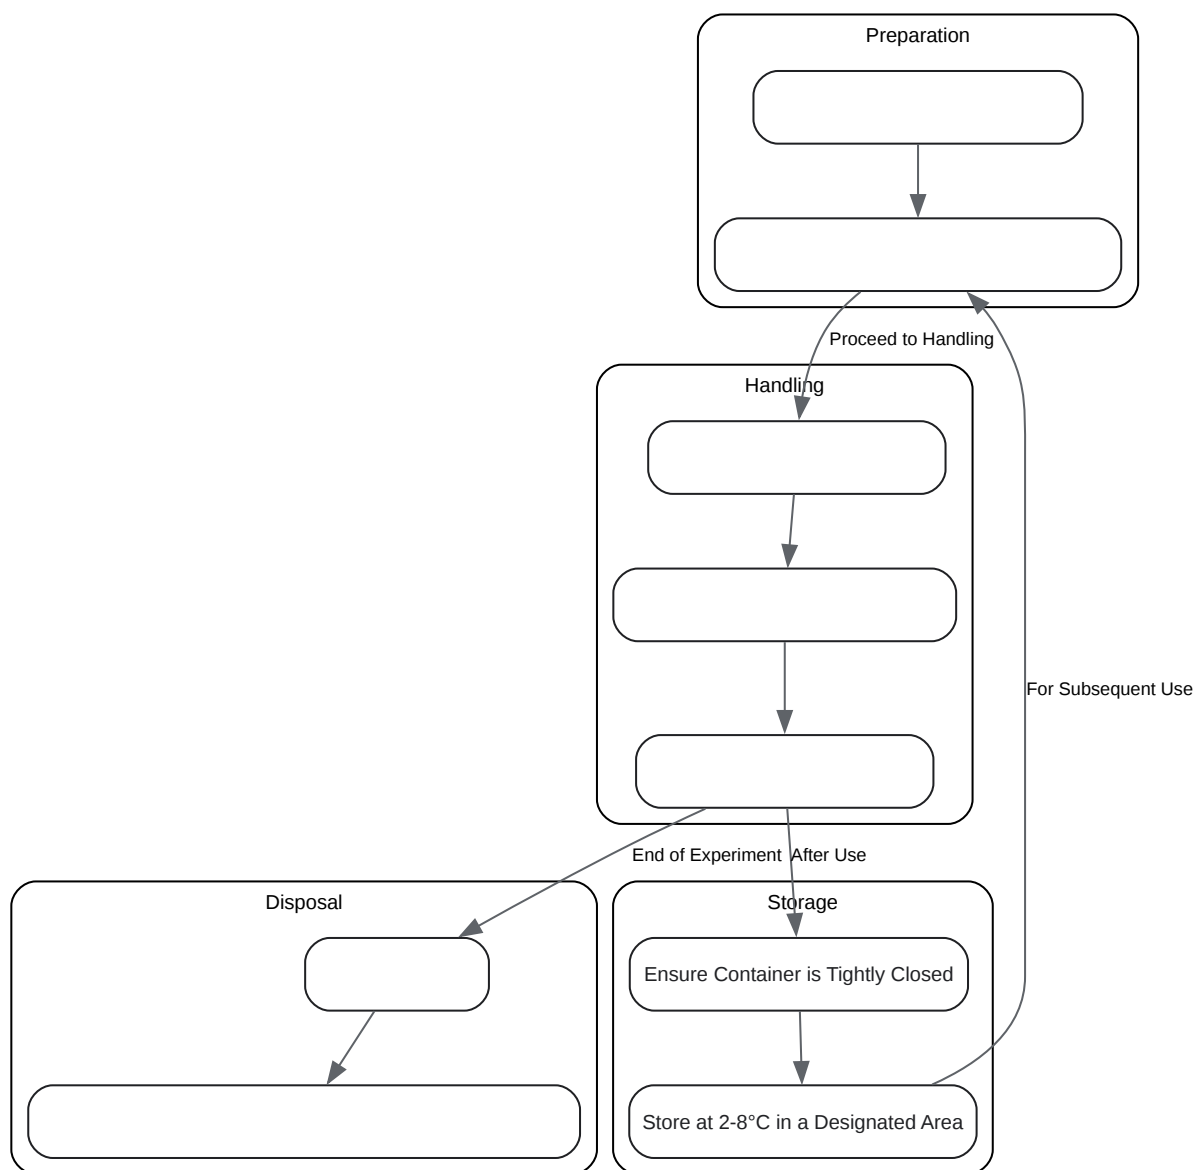 Preparation
Proceed to Handling
Handling
For Subsequent Use
End of Experiment
After Use
Disposal
Storage
Ensure Container is Tightly Closed
Store at 2-8°C in a Designated Area